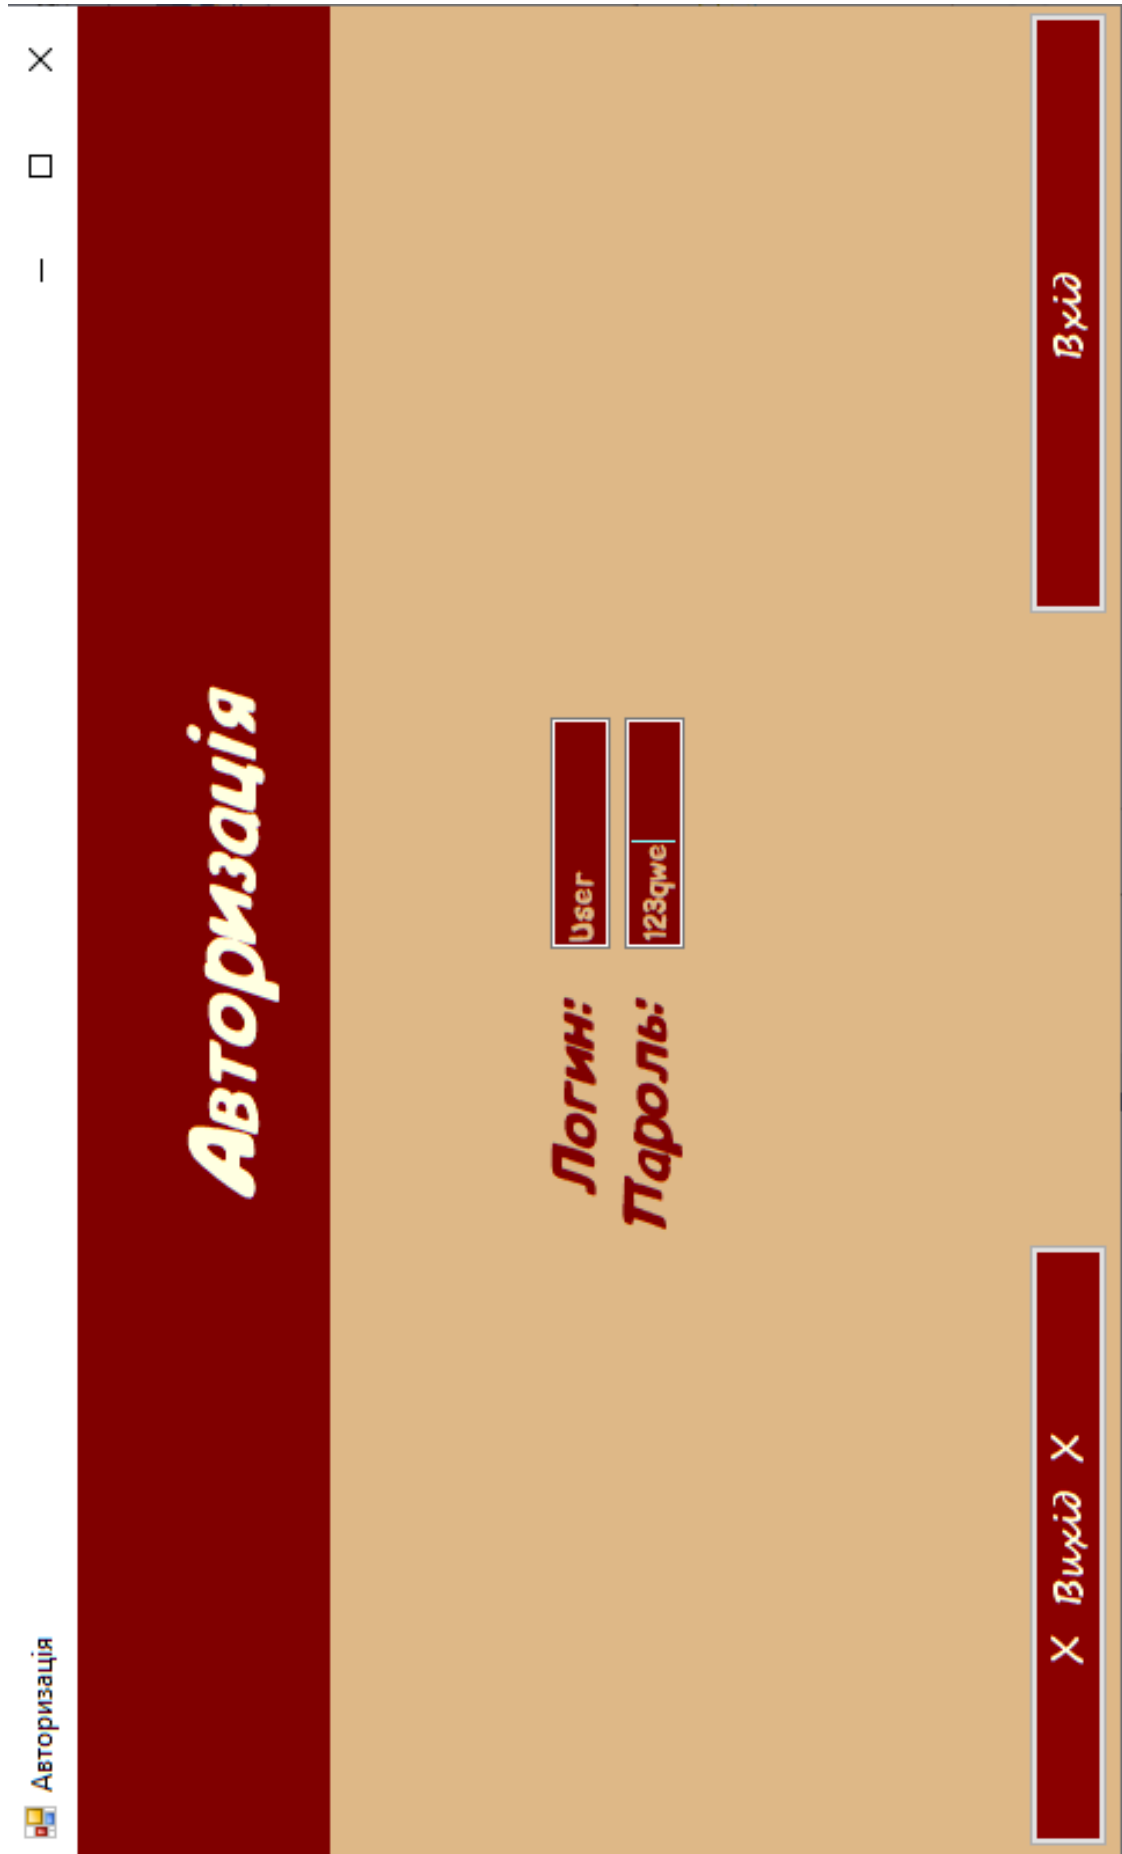 Авторизація
Авторизація
Логин: User
Пароль: 123qwe
X Вихід X Вхід